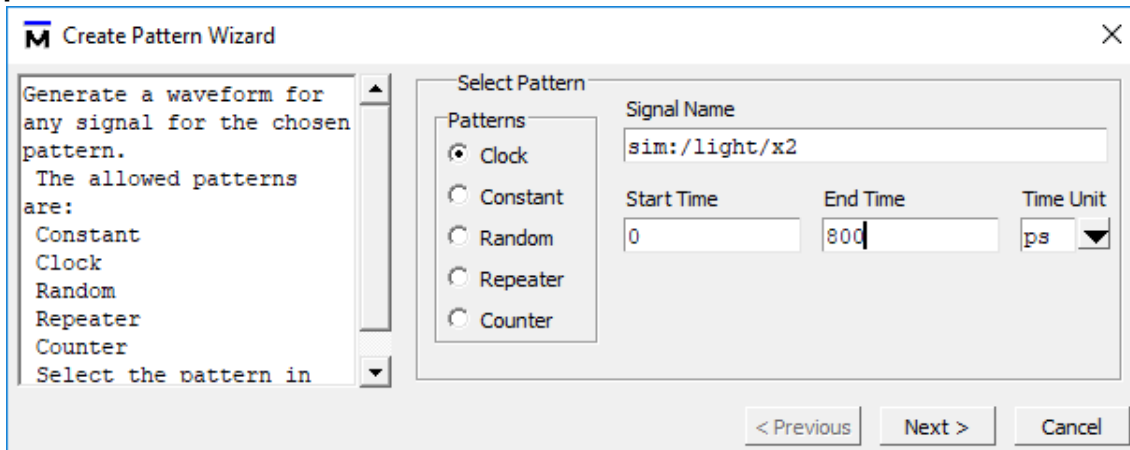 Create Pattern Wizard
Generate a waveform for
any signal for the chosen
pattern.
The allowed patterns
are:
Constant
Clock
Random
Repeater
Counter
Select the pattern in
Select Pattern
Patterns
Clock
Constant
Random
Repeater
Counter
Signal Name
sim:/light/x2
Start Time End Time Time Unit
0 800 ps
< Previous Next > Cancel